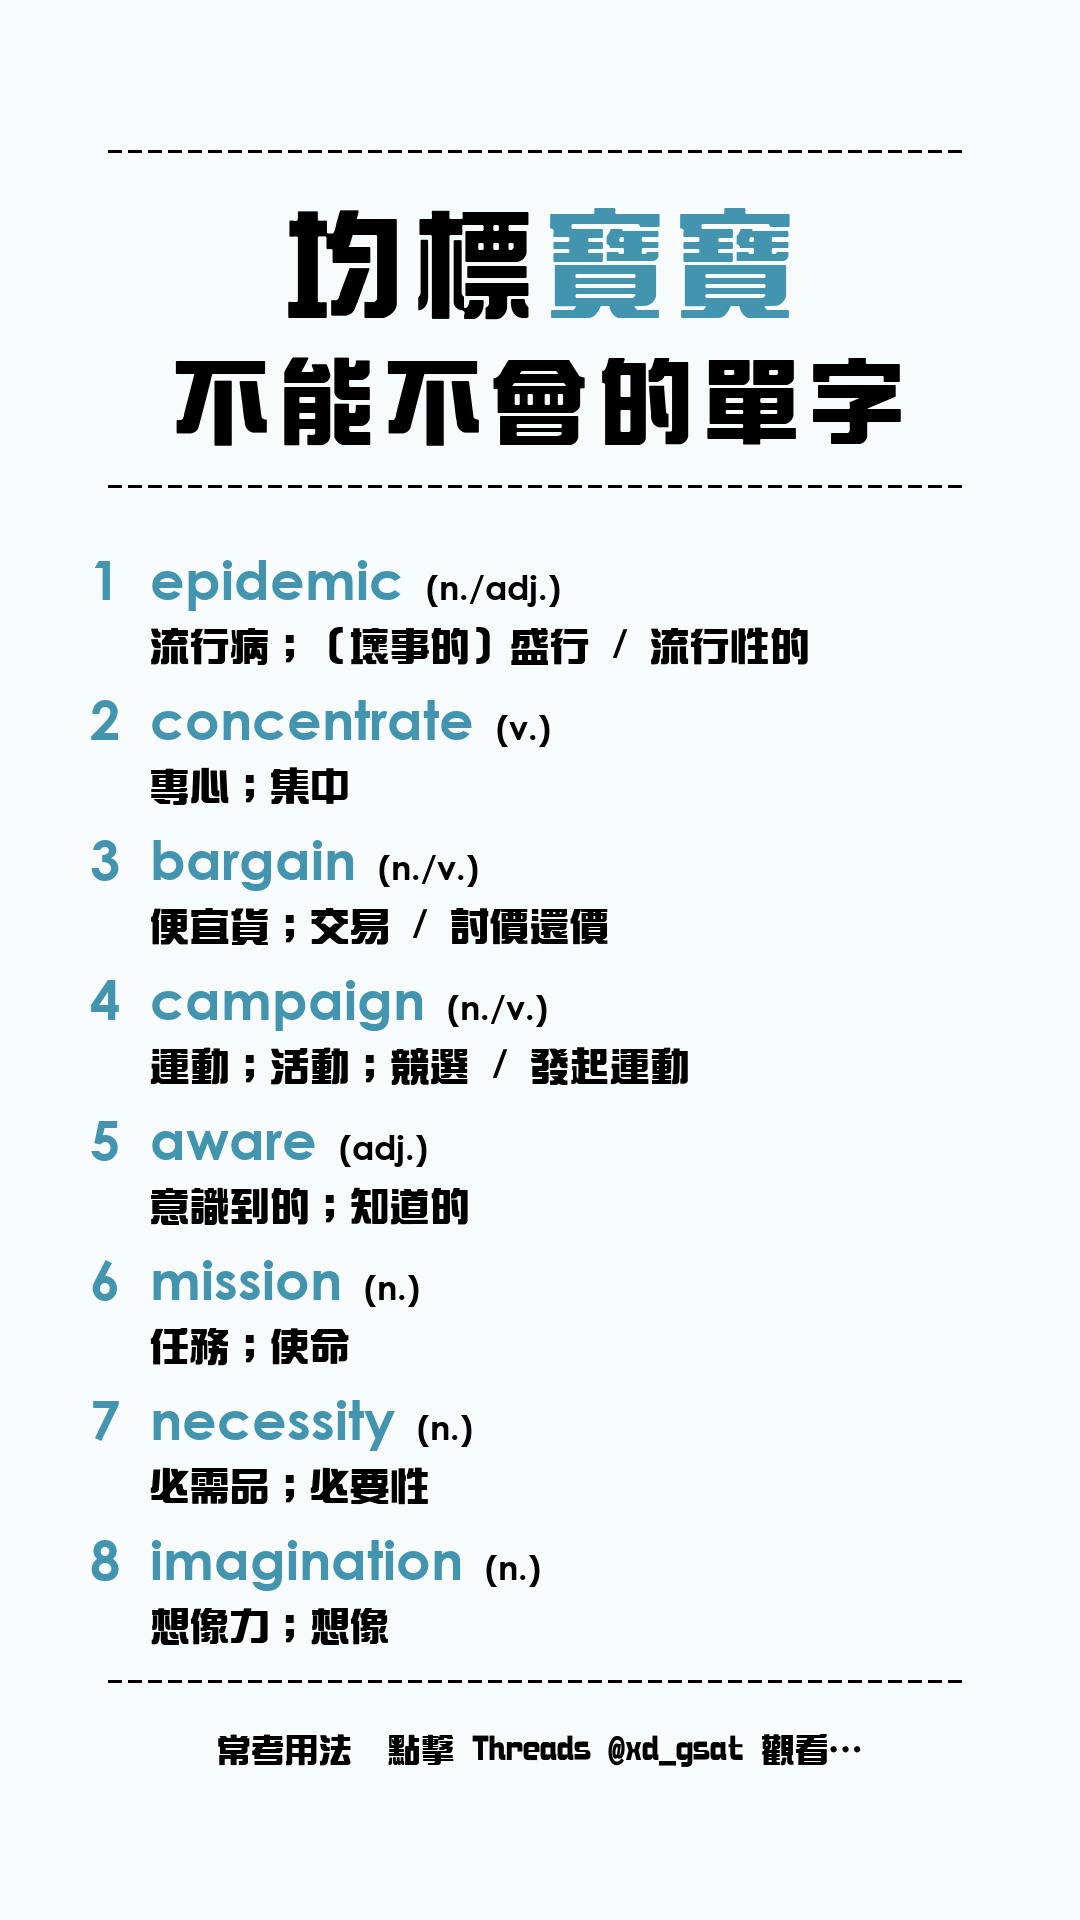 均標寶寶
不能不會的單字
1 epidemic (n./adj.)
流行病；（壞事的）盛行 / 流行性的
2 concentrate (v.)
專心；集中
3 bargain (n./v.)
便宜貨；交易 / 討價還價
4 campaign (n./v.)
運動；活動；競選 / 發起運動
5 aware (adj.)
意識到的；知道的
6 mission (n.)
任務；使命
7 necessity (n.)
必需品；必要性
8 imagination (n.)
想像力；想像
常考用法 點擊 Threads @xd_gsat 觀看…